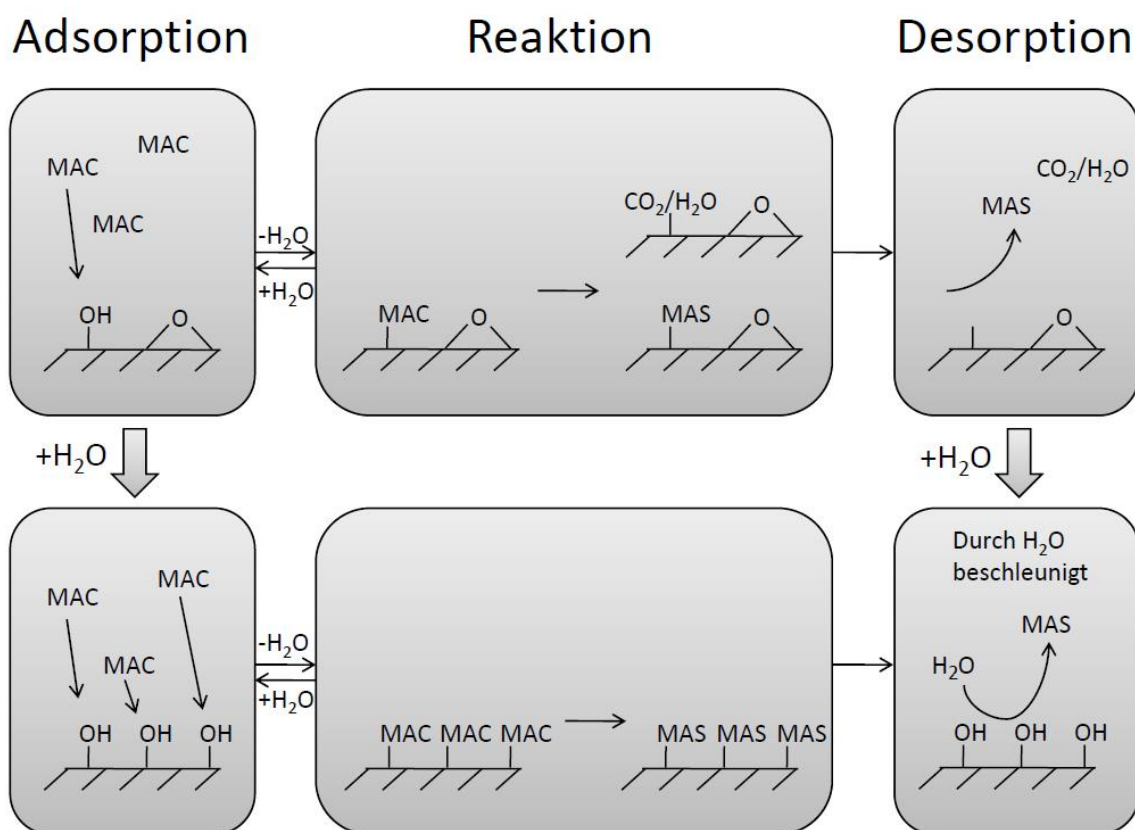 Adsorption
Reaktion
Desorption
MAC
MAC
MAC
OH
O
-H₂O
+H₂O
CO₂/H₂O
O
MAC
O
MAS
O
CO₂/H₂O
MAS
O
+H₂O
+H₂O
MAC
MAC
MAC
OH
OH
OH
-H₂O
+H₂O
MAC MAC MAC
MAS MAS MAS
Durch H₂O
beschleunigt
MAS
H₂O
OH
OH
OH